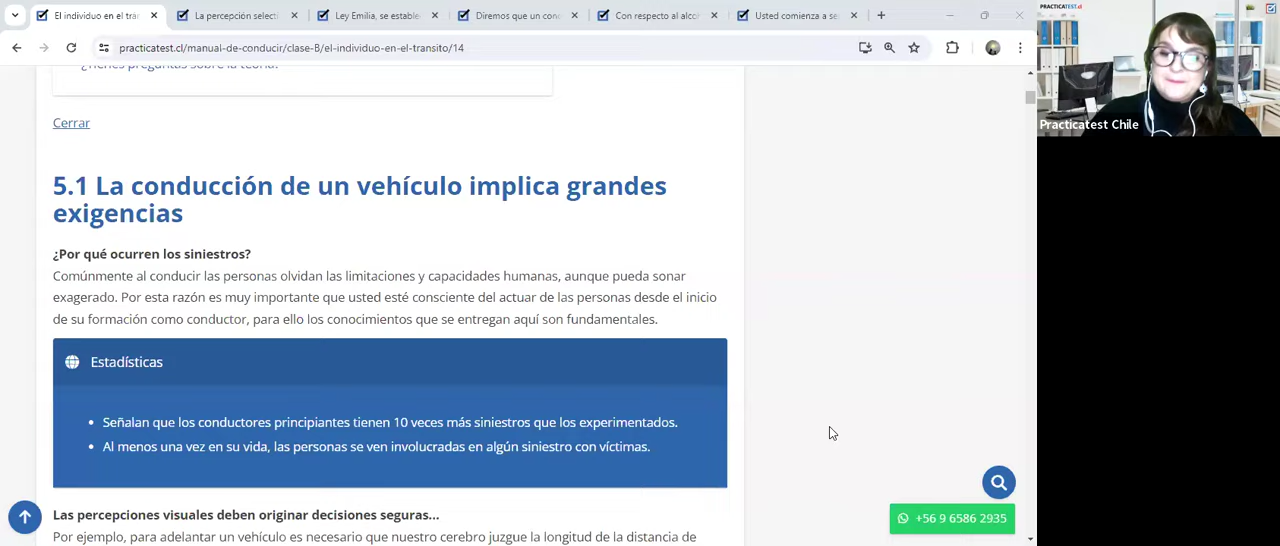 El individuo en el trán
La percepción selecti
Ley Emilia, se estable
Diremos que un cond
Con respecto al alcoh
Usted comienza a se
practicatest.cl/manual-de-conducir/clase-B/el-individuo-en-el-transito/14
PRACTICATEST.cl
Practicatest Chile
¿Tienes preguntas sobre la teoría?
Cerrar
5.1 La conducción de un vehículo implica grandes
exigencias
¿Por qué ocurren los siniestros?
Comúnmente al conducir las personas olvidan las limitaciones y capacidades humanas, aunque pueda sonar
exagerado. Por esta razón es muy importante que usted esté consciente del actuar de las personas desde el inicio
de su formación como conductor, para ello los conocimientos que se entregan aquí son fundamentales.
Estadísticas
• Señalan que los conductores principiantes tienen 10 veces más siniestros que los experimentados.
• Al menos una vez en su vida, las personas se ven involucradas en algún siniestro con víctimas.
+56 9 6586 2935
Las percepciones visuales deben originar decisiones seguras...
Por ejemplo, para adelantar un vehículo es necesario que nuestro cerebro juzgue la longitud de la distancia de